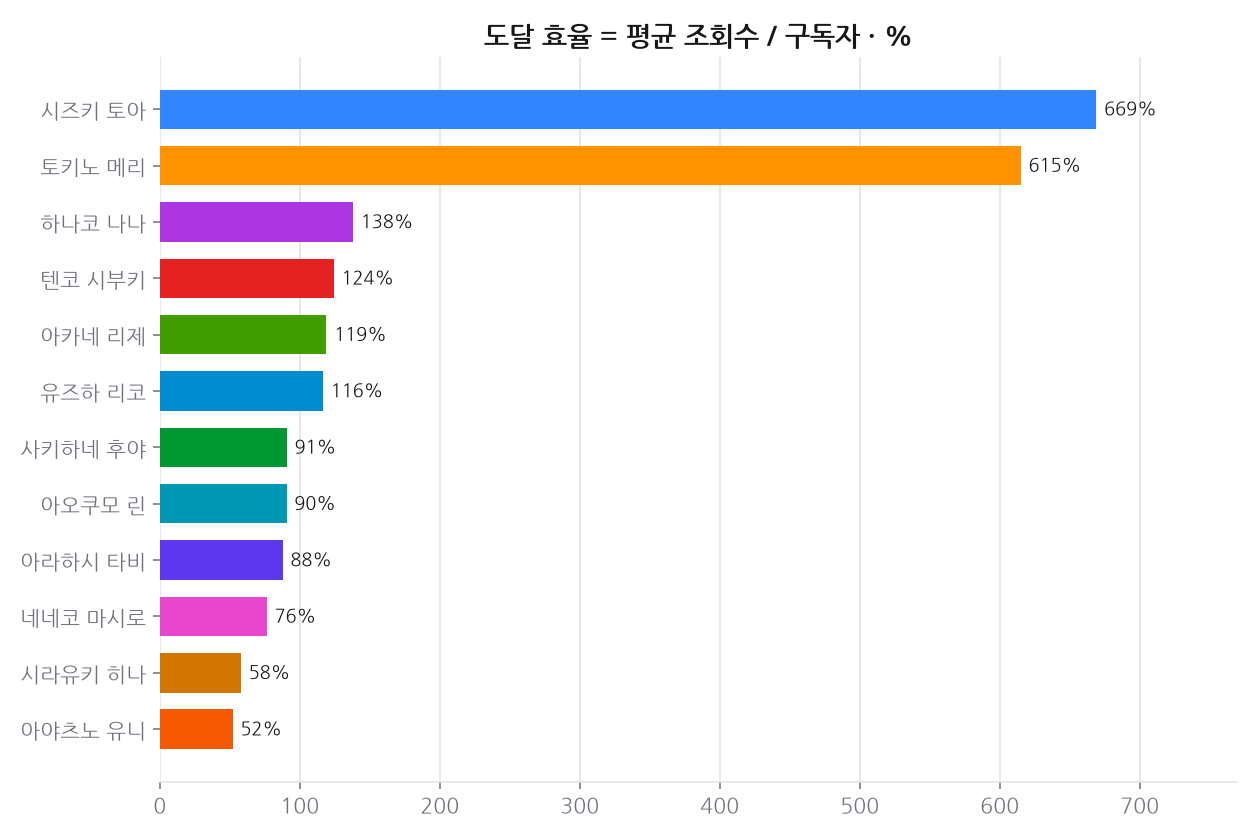 도달 효율 = 평균 조회수 / 구독자 · %
시즈키 토아 669%
토키노 메리 615%
하나코 나나 138%
텐코 시부키 124%
아카네 리제 119%
유즈하 리코 116%
사키하네 후야 91%
아오쿠모 린 90%
아라하시 타비 88%
네네코 마시로 76%
시라유키 히나 58%
아야츠노 유니 52%
0 100 200 300 400 500 600 700